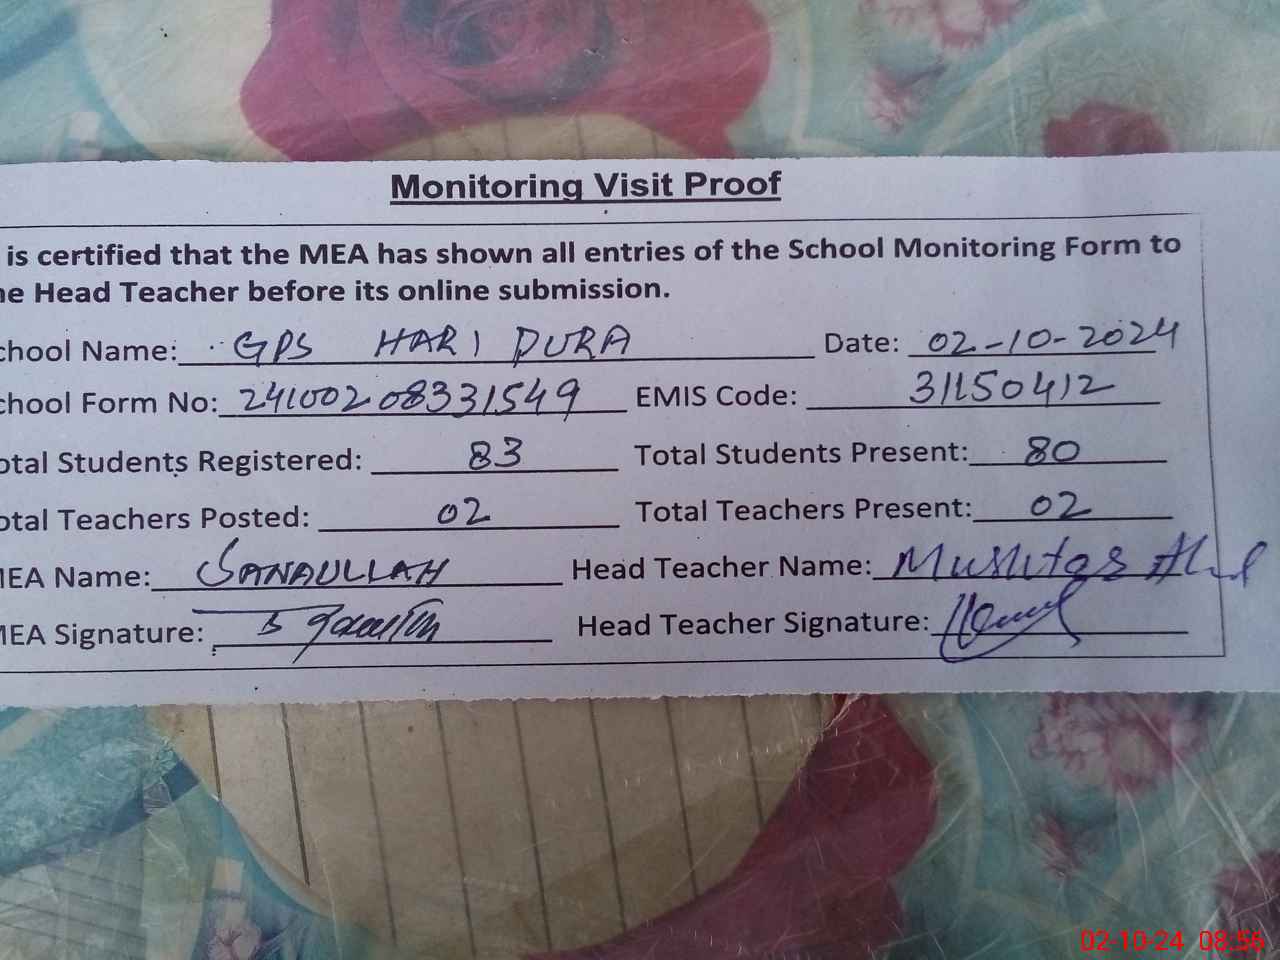 Monitoring Visit Proof
is certified that the MEA has shown all entries of the School Monitoring Form to
he Head Teacher before its online submission.
chool Name: GPS HARI PURA Date: 02-10-2024
chool Form No: 24100208331549 EMIS Code: 31150412
otal Students Registered: 83 Total Students Present: 80
otal Teachers Posted: 02 Total Teachers Present: 02
MEA Name: SANAULLAH Head Teacher Name: Mushtaq
MEA Signature: Head Teacher Signature:
02-10-24 08:56